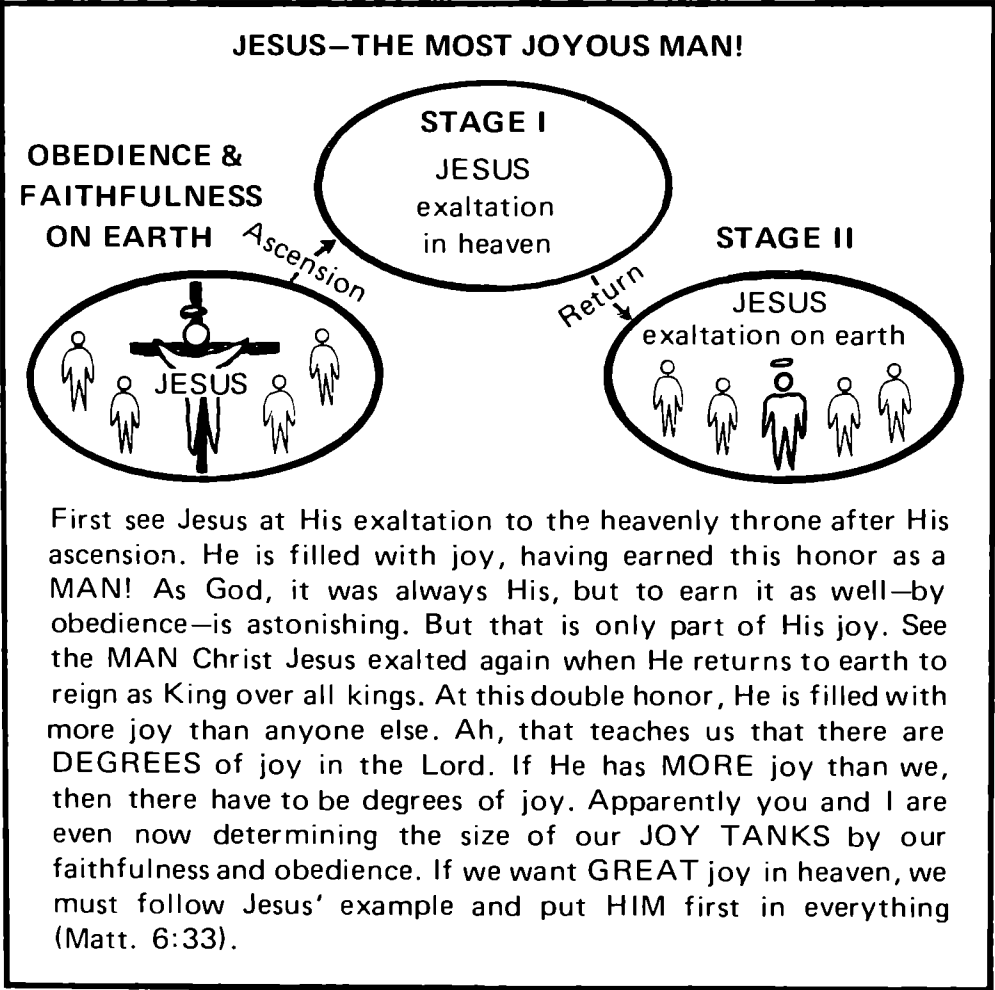 JESUS—THE MOST JOYOUS MAN!
OBEDIENCE &
FAITHFULNESS
ON EARTH
Ascension
JESUS
STAGE I
JESUS
exaltation
in heaven
Return
STAGE II
JESUS
exaltation on earth
First see Jesus at His exaltation to the heavenly throne after His
ascension. He is filled with joy, having earned this honor as a
MAN! As God, it was always His, but to earn it as well—by
obedience—is astonishing. But that is only part of His joy. See
the MAN Christ Jesus exalted again when He returns to earth to
reign as King over all kings. At this double honor, He is filled with
more joy than anyone else. Ah, that teaches us that there are
DEGREES of joy in the Lord. If He has MORE joy than we,
then there have to be degrees of joy. Apparently you and I are
even now determining the size of our JOY TANKS by our
faithfulness and obedience. If we want GREAT joy in heaven, we
must follow Jesus' example and put HIM first in everything
(Matt. 6:33).